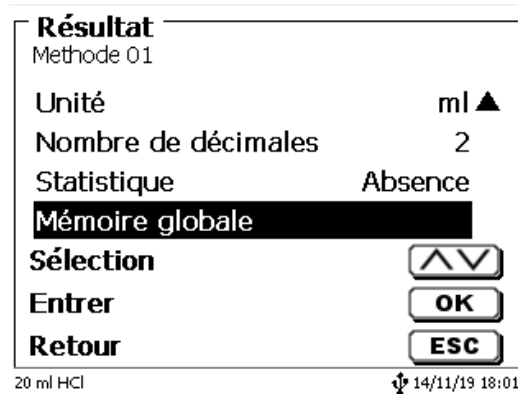 Résultat
Methode 01
Unité ml
Nombre de décimales 2
Statistique Absence
Mémoire globale
Sélection
Entrer OK
Retour ESC
20 ml HCl 14/11/19 18:01